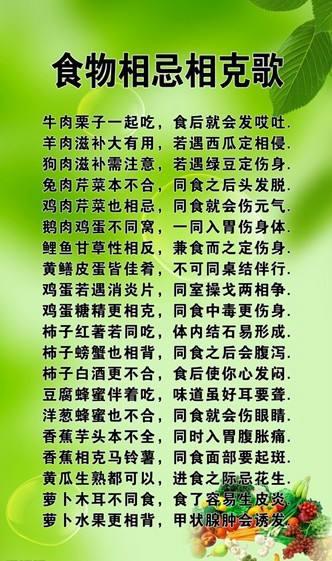 食物相忌相克歌
牛肉栗子一起吃，食后就会发哎吐.
羊肉滋补大有用，若遇西瓜定相侵.
狗肉滋补需注意，若遇绿豆定伤身.
兔肉芹菜本不合，同食之后头发脱.
鸡肉芹菜也相忌，同食就会伤元气.
鹅肉鸡蛋不同窝，一同入胃伤身体.
鲤鱼甘草性相反，兼食而之定伤身.
黄鳝皮蛋皆佳肴，不可同桌结伴行.
鸡蛋若遇消炎片，同室操戈两相争.
鸡蛋糖精更相克，同食中毒更伤身.
柿子红薯若同吃，体内结石易形成.
柿子螃蟹也相背，同食之后会腹泻.
柿子白酒更不合，食后使你心发闷.
豆腐蜂蜜伴着吃，味道虽好耳要聋.
洋葱蜂蜜也不合，同食就会伤眼睛.
香蕉芋头本不全，同时入胃腹胀痛.
香蕉相克马铃薯，同食面部要起斑.
黄瓜生熟都可以，进食之际忌花生.
萝卜木耳不同食，食了容易生皮炎.
萝卜水果更相背，甲状腺肿会诱发.